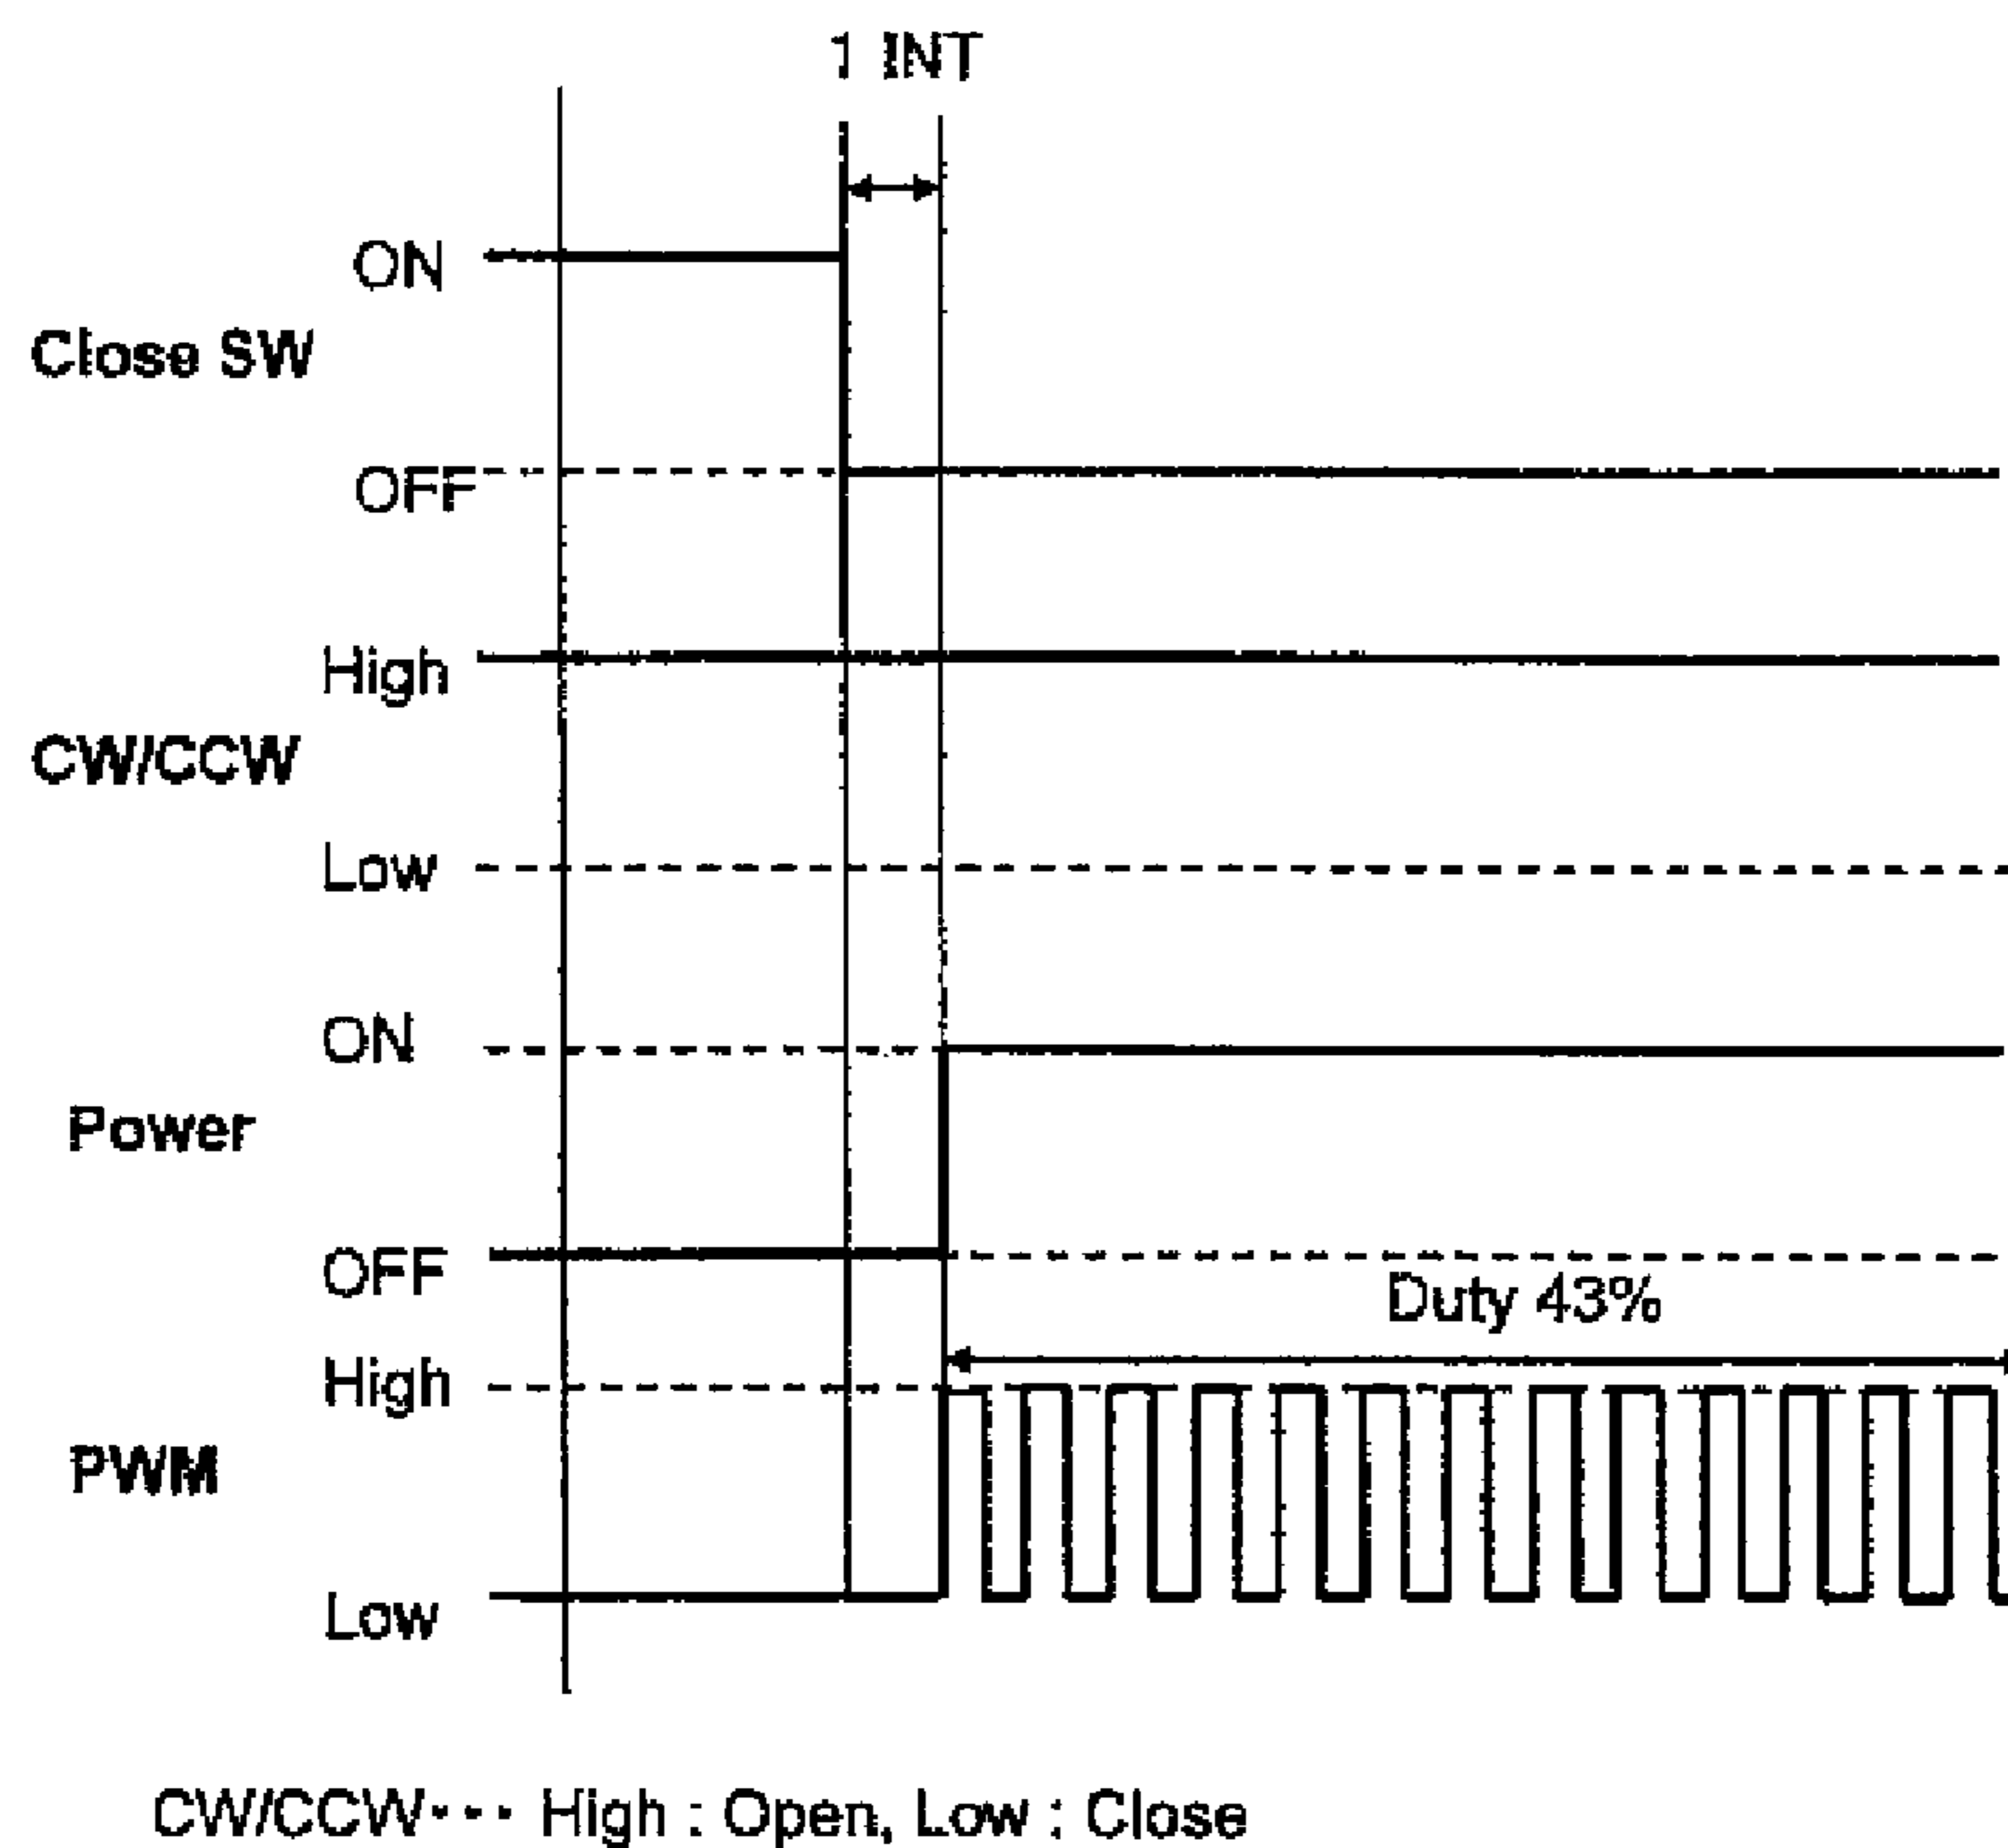 1 INT
ON
Close SW
OFF
High
CW/CCW
Low
ON
Power
OFF
Duty 43%
High
PWM
Low
CW/CCW··· High : Open, Low : Close